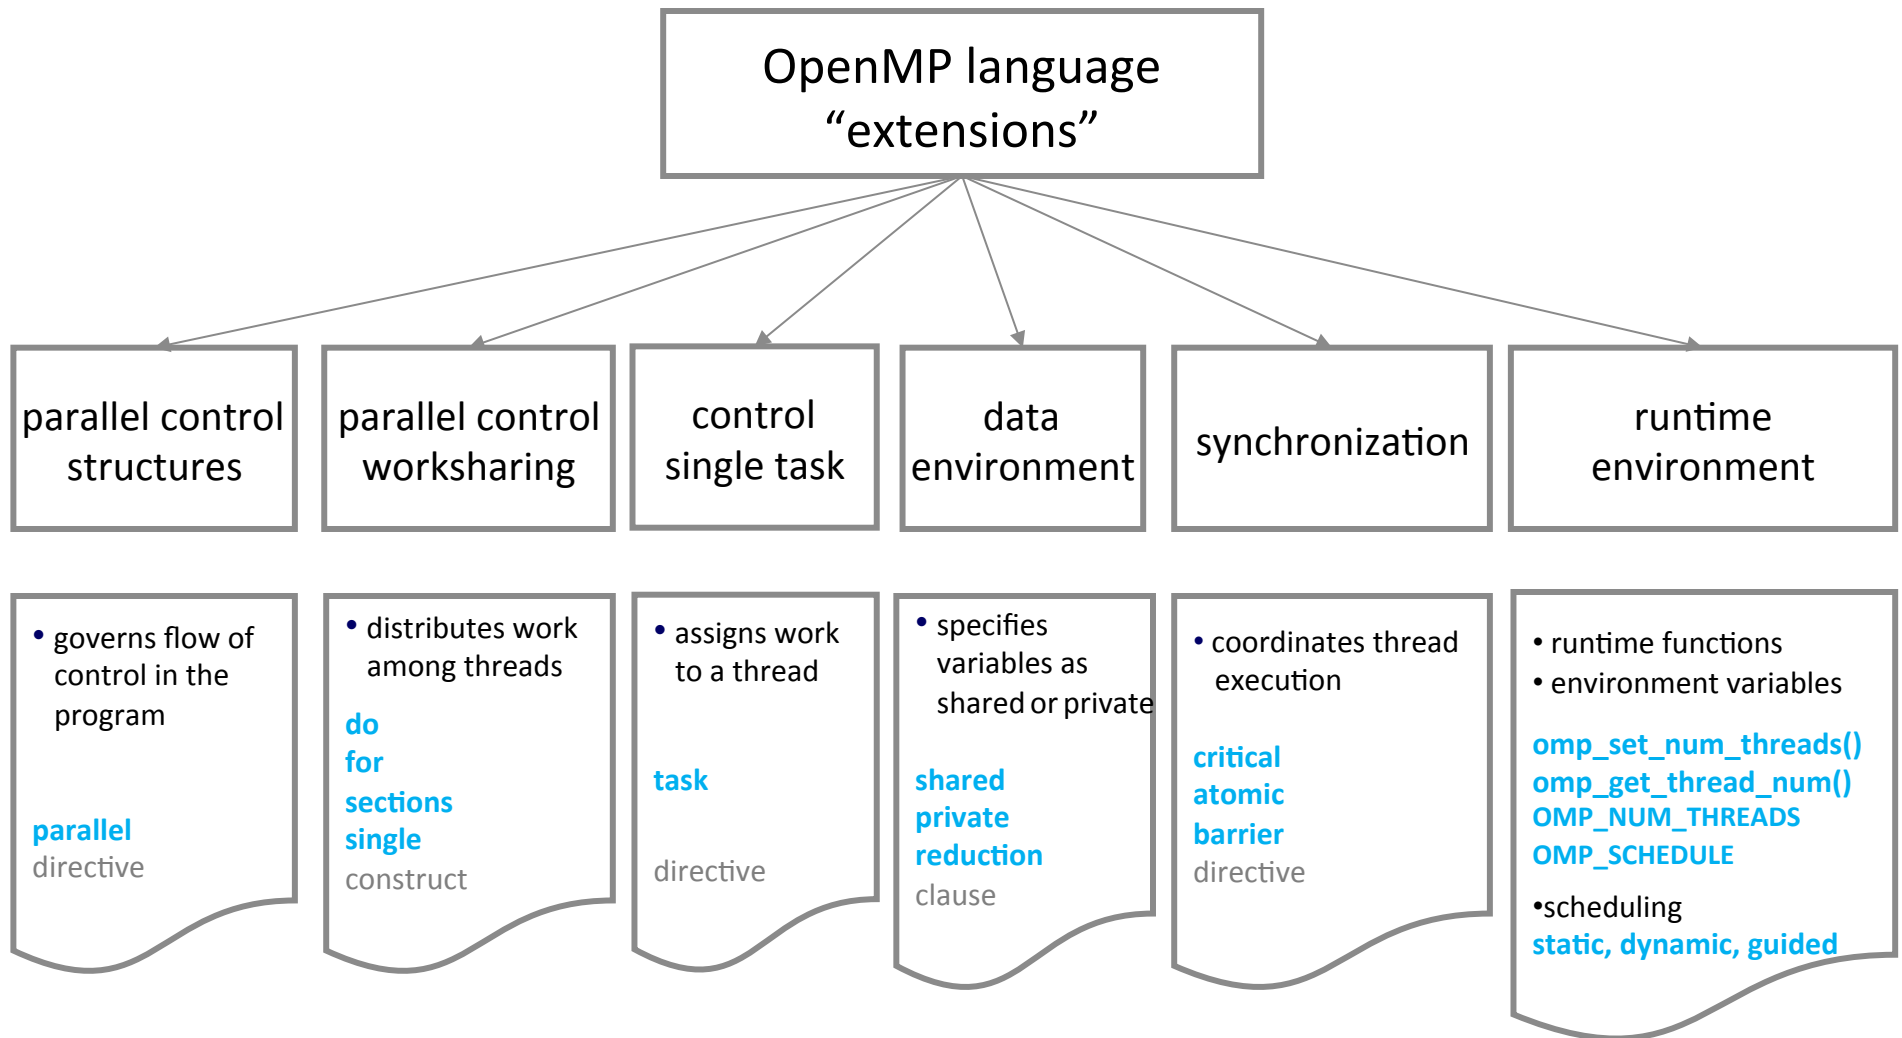 OpenMP language
“extensions”
parallel control
structures
parallel control
worksharing
control
single task
data
environment
synchronization
runtime
environment
• governs flow of
control in the
program
parallel
directive
• distributes work
among threads
do
for
sections
single
construct
• assigns work
to a thread
task
directive
• specifies
variables as
shared or private
shared
private
reduction
clause
• coordinates thread
execution
critical
atomic
barrier
directive
• runtime functions
• environment variables
omp_set_num_threads()
omp_get_thread_num()
OMP_NUM_THREADS
OMP_SCHEDULE
•scheduling
static, dynamic, guided